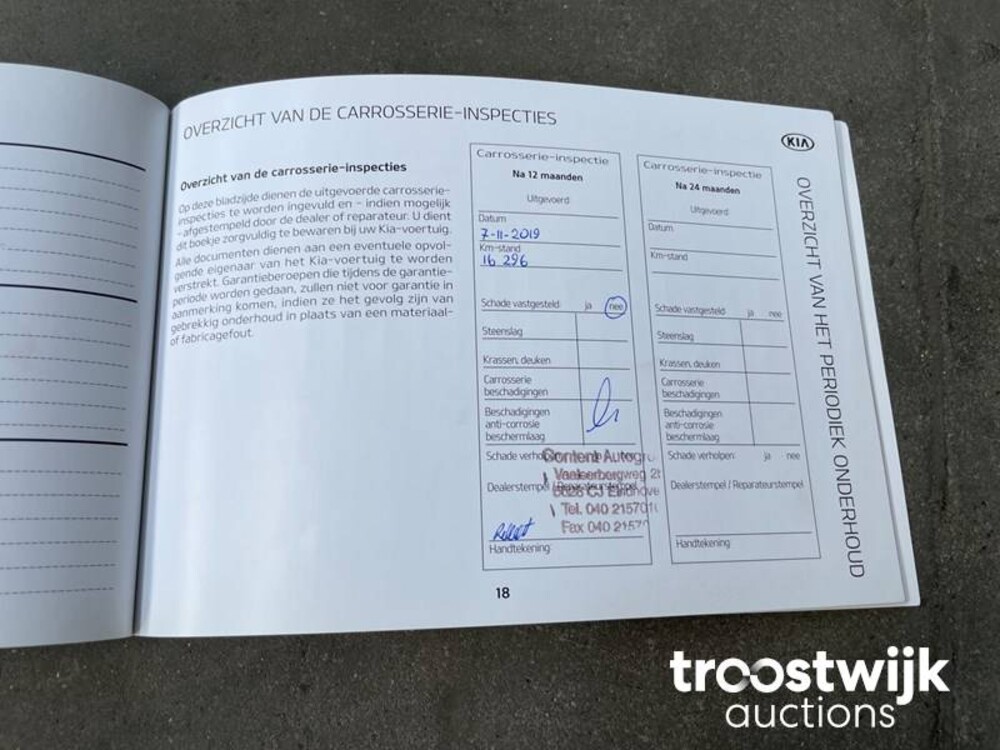 OVERZICHT VAN DE CARROSSERIE-INSPECTIES
Overzicht van de carrosserie-inspecties
Op deze bladzijde dienen de uitgevoerde carrosserie-
inspecties te worden ingevuld en - indien mogelijk
- afgestempeld door de dealer of reparateur. U dient
dit boekje zorgvuldig te bewaren bij uw Kia-voertuig.
Alle documenten dienen aan een eventuele opvol-
gende eigenaar van het Kia-voertuig te worden
verstrekt. Garantieberoepen die tijdens de garantie-
periode worden gedaan, zullen niet voor garantie in
aanmerking komen, indien ze het gevolg zijn van
gebrekkig onderhoud in plaats van een materiaal-
of fabricagefout.
Carrosserie-inspectie
Na 12 maanden
Uitgevoerd
Datum
7-11-2019
Km-stand
16 296
Schade vastgesteld ja nee
Steenslag
Krassen, deuken
Carrosserie
beschadigingen
Beschadigingen
anti-corrosie
beschermlaag
Schade
Dealerstempel
Handtekening
Tel. 040 215701
Fax 040 2157
Carrosserie-inspectie
Na 24 maanden
Uitgevoerd
Datum
Km-stand
Schade vastgesteld ja nee
Steenslag
Krassen, deuken
Carrosserie
beschadigingen
Beschadigingen
anti-corrosie
beschermlaag
Schade verholpen: ja nee
Dealerstempel / Reparateurstempel
Handtekening
KIA
OVERZICHT VAN HET PERIODIEK ONDERHOUD
18
troostwijk
auctions